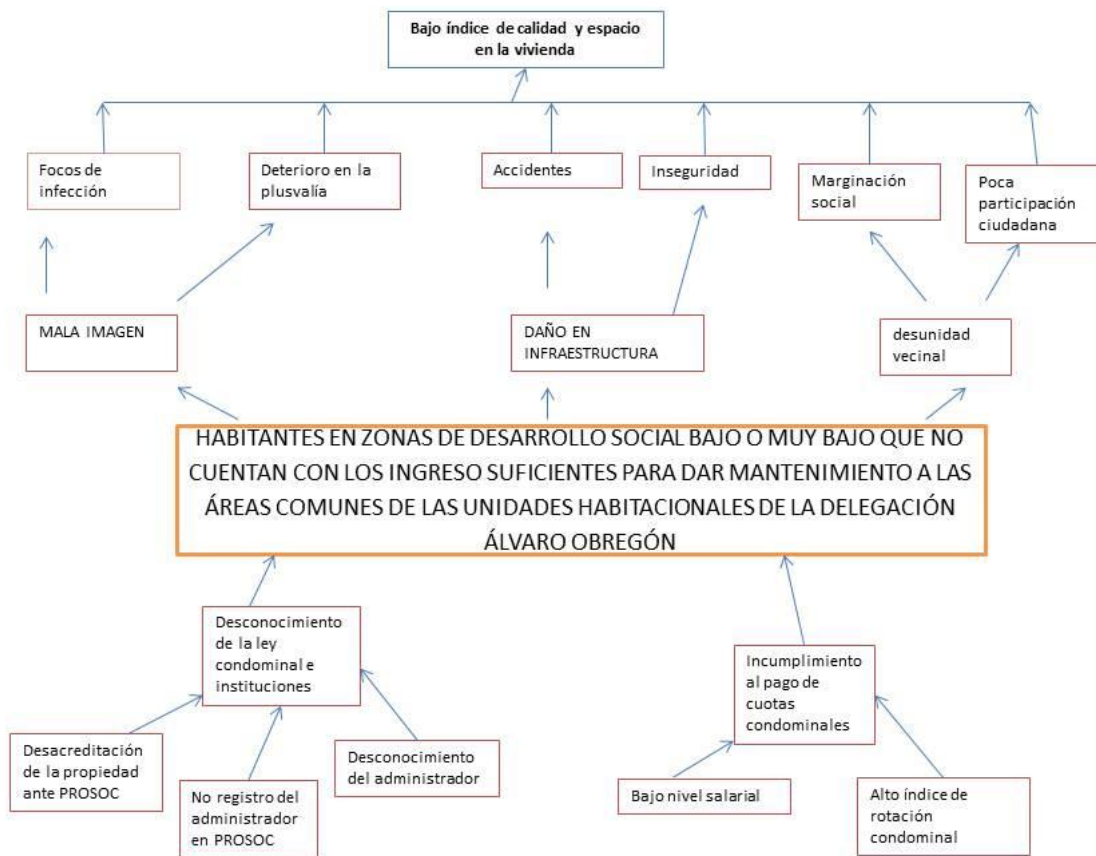 Bajo índice de calidad y espacio
en la vivienda
Focos de
infección
Deterioro en la
plusvalía
Accidentes
Inseguridad
Marginación
social
Poca
participación
ciudadana
MALA IMAGEN
DAÑO EN
INFRAESTRUCTURA
desunidad
vecinal
HABITANTES EN ZONAS DE DESARROLLO SOCIAL BAJO O MUY BAJO QUE NO
CUENTAN CON LOS INGRESO SUFICIENTES PARA DAR MANTENIMIENTO A LAS
ÁREAS COMUNES DE LAS UNIDADES HABITACIONALES DE LA DELEGACIÓN
ÁLVARO OBREGÓN
Desconocimiento
de la ley
condominal e
instituciones
Incumplimiento
al pago de
cuotas
condominales
Desacreditación
de la propiedad
ante PROSOC
No registro del
administrador
en PROSOC
Desconocimiento
del administrador
Bajo nivel salarial
Alto índice de
rotación
condominal